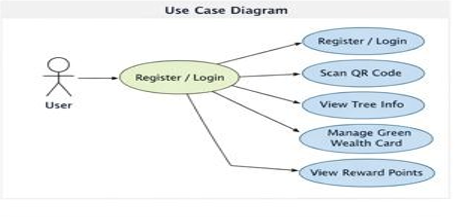 Use Case Diagram
Register / Login
Scan QR Code
User
Register / Login
View Tree Info
Manage Green
Wealth Card
View Reward Points